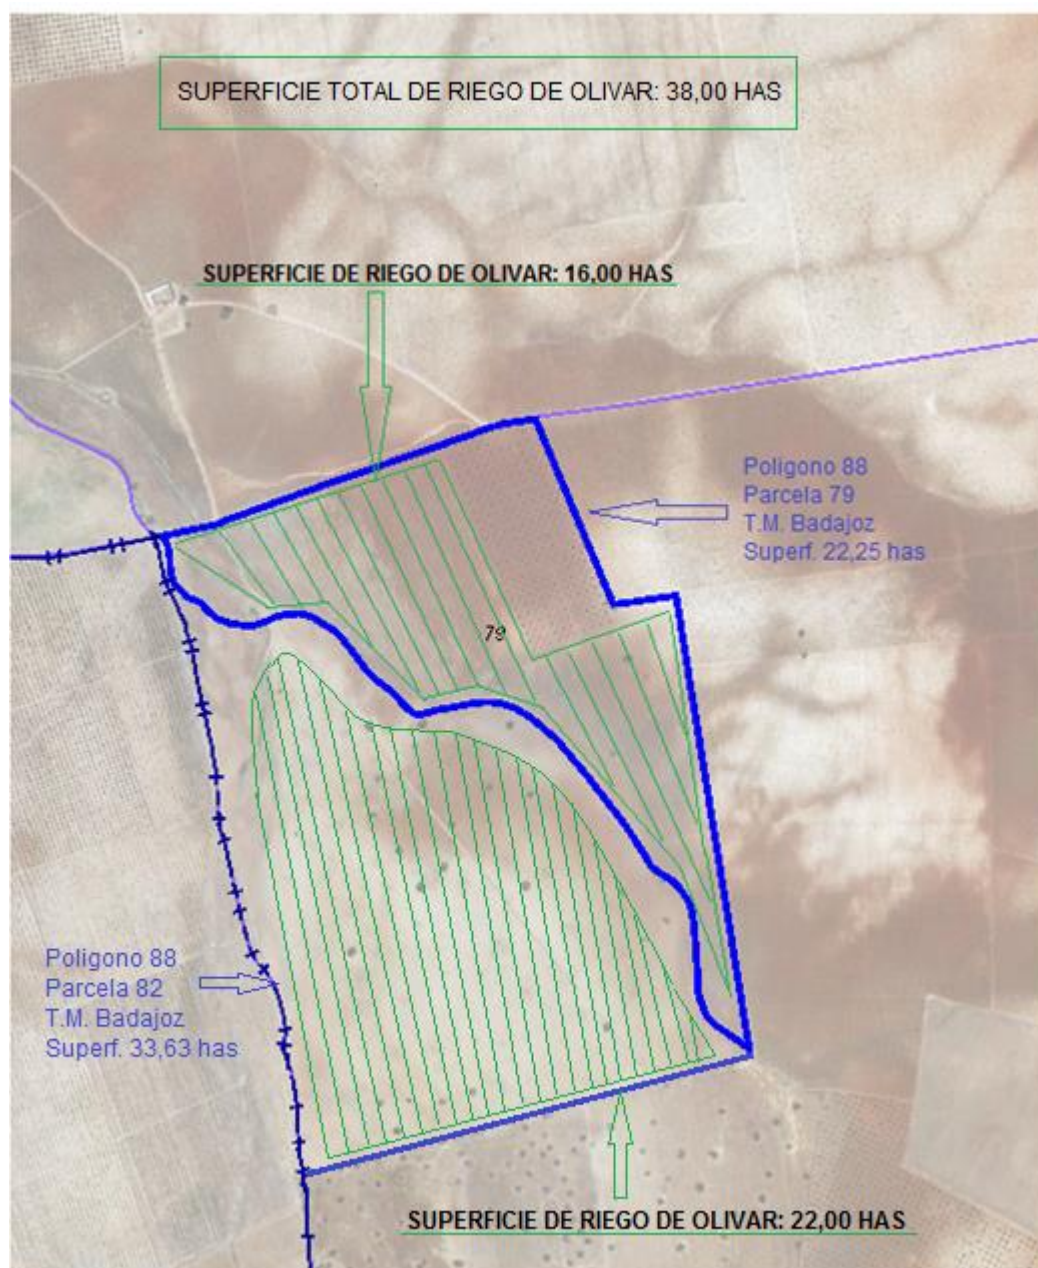 SUPERFICIE TOTAL DE RIEGO DE OLIVAR: 38,00 HAS
SUPERFICIE DE RIEGO DE OLIVAR: 16,00 HAS
Poligono 88
Parcela 79
T.M. Badajoz
Superf. 22,25 has
79
Poligono 88
Parcela 82
T.M. Badajoz
Superf. 33,63 has
SUPERFICIE DE RIEGO DE OLIVAR: 22,00 HAS